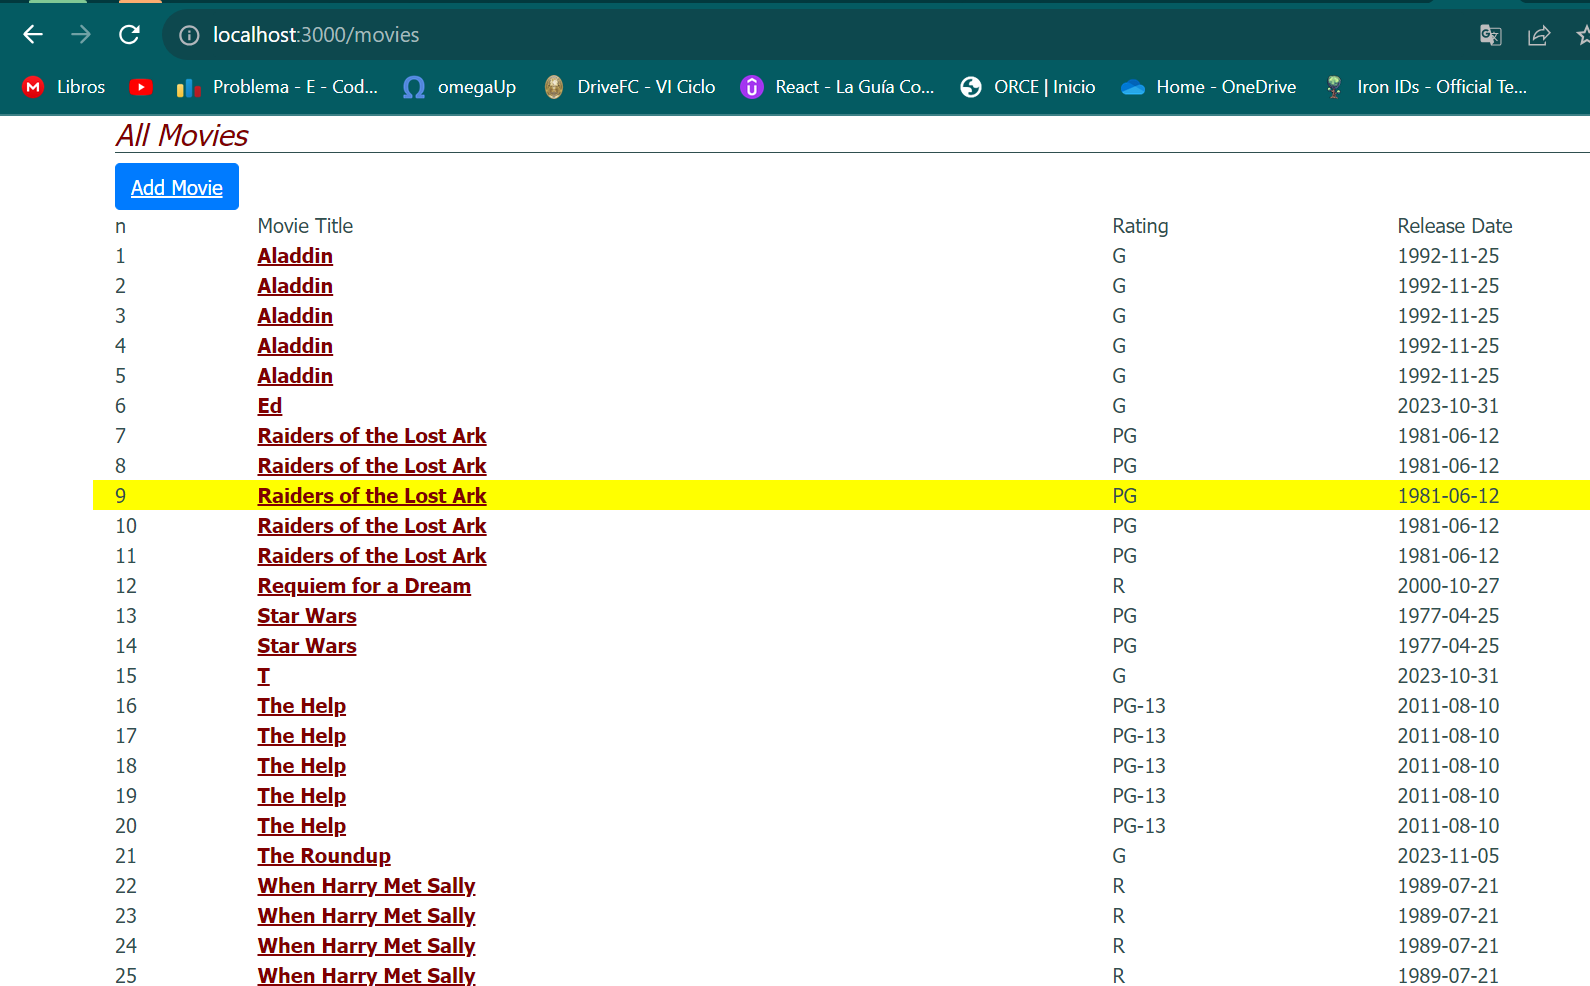 localhost:3000/movies
Libros Problema - E - Cod... omegaUp DriveFC - VI Ciclo React - La Guía Co... ORCE | Inicio Home - OneDrive Iron IDs - Official Te...
All Movies
Add Movie
n Movie Title Rating Release Date
1 Aladdin G 1992-11-25
2 Aladdin G 1992-11-25
3 Aladdin G 1992-11-25
4 Aladdin G 1992-11-25
5 Aladdin G 1992-11-25
6 Ed G 2023-10-31
7 Raiders of the Lost Ark PG 1981-06-12
8 Raiders of the Lost Ark PG 1981-06-12
9 Raiders of the Lost Ark PG 1981-06-12
10 Raiders of the Lost Ark PG 1981-06-12
11 Raiders of the Lost Ark PG 1981-06-12
12 Requiem for a Dream R 2000-10-27
13 Star Wars PG 1977-04-25
14 Star Wars PG 1977-04-25
15 T G 2023-10-31
16 The Help PG-13 2011-08-10
17 The Help PG-13 2011-08-10
18 The Help PG-13 2011-08-10
19 The Help PG-13 2011-08-10
20 The Help PG-13 2011-08-10
21 The Roundup G 2023-11-05
22 When Harry Met Sally R 1989-07-21
23 When Harry Met Sally R 1989-07-21
24 When Harry Met Sally R 1989-07-21
25 When Harry Met Sally R 1989-07-21